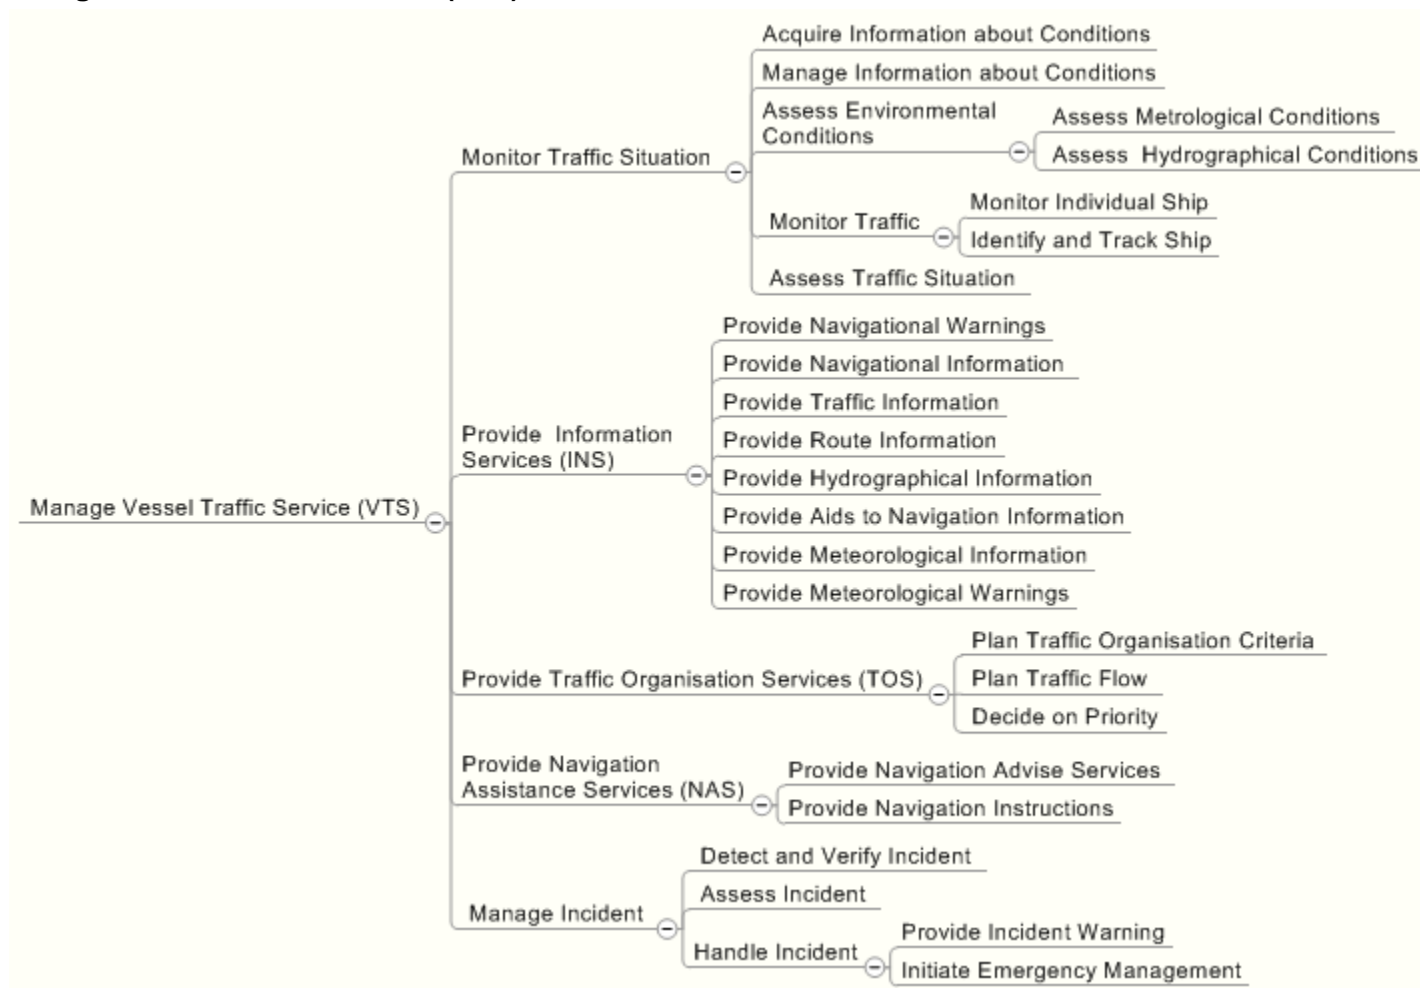 Manage Vessel Traffic Service (VTS)
Monitor Traffic Situation
Acquire Information about Conditions
Manage Information about Conditions
Assess Environmental
Conditions
Assess Metrological Conditions
Assess Hydrographical Conditions
Monitor Traffic
Monitor Individual Ship
Identify and Track Ship
Assess Traffic Situation
Provide Information
Services (INS)
Provide Navigational Warnings
Provide Navigational Information
Provide Traffic Information
Provide Route Information
Provide Hydrographical Information
Provide Aids to Navigation Information
Provide Meteorological Information
Provide Meteorological Warnings
Provide Traffic Organisation Services (TOS)
Plan Traffic Organisation Criteria
Plan Traffic Flow
Decide on Priority
Provide Navigation
Assistance Services (NAS)
Provide Navigation Advise Services
Provide Navigation Instructions
Manage Incident
Detect and Verify Incident
Assess Incident
Handle Incident
Provide Incident Warning
Initiate Emergency Management